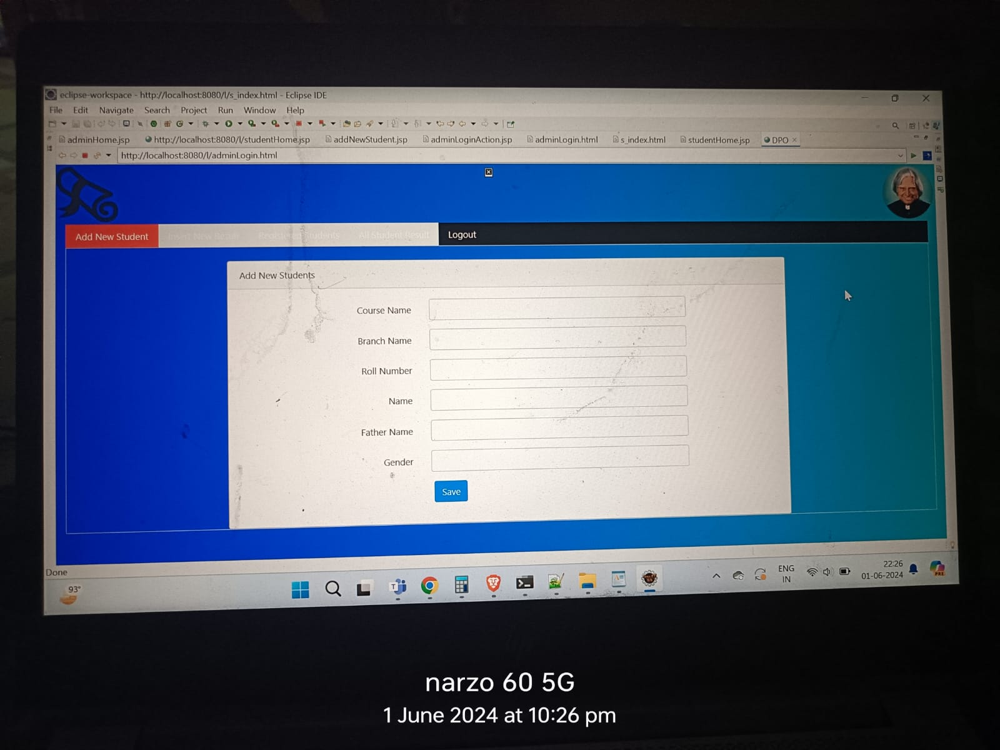 eclipse-workspace - http://localhost:8080/l/s_index.html - Eclipse IDE
File Edit Navigate Search Project Run Window Help
adminHome.jsp http://localhost:8080/l/studentHome.jsp addNewStudent.jsp adminLoginAction.jsp adminLogin.html s_index.html studentHome.jsp DPO
http://localhost:8080/l/adminLogin.html
Add New Student Insert New Result Registered Students All Student Result Logout
Add New Students
Course Name
Branch Name
Roll Number
Name
Father Name
Gender
Save
Done
93°
ENG
IN
22:26
01-06-2024
PRE
narzo 60 5G
1 June 2024 at 10:26 pm